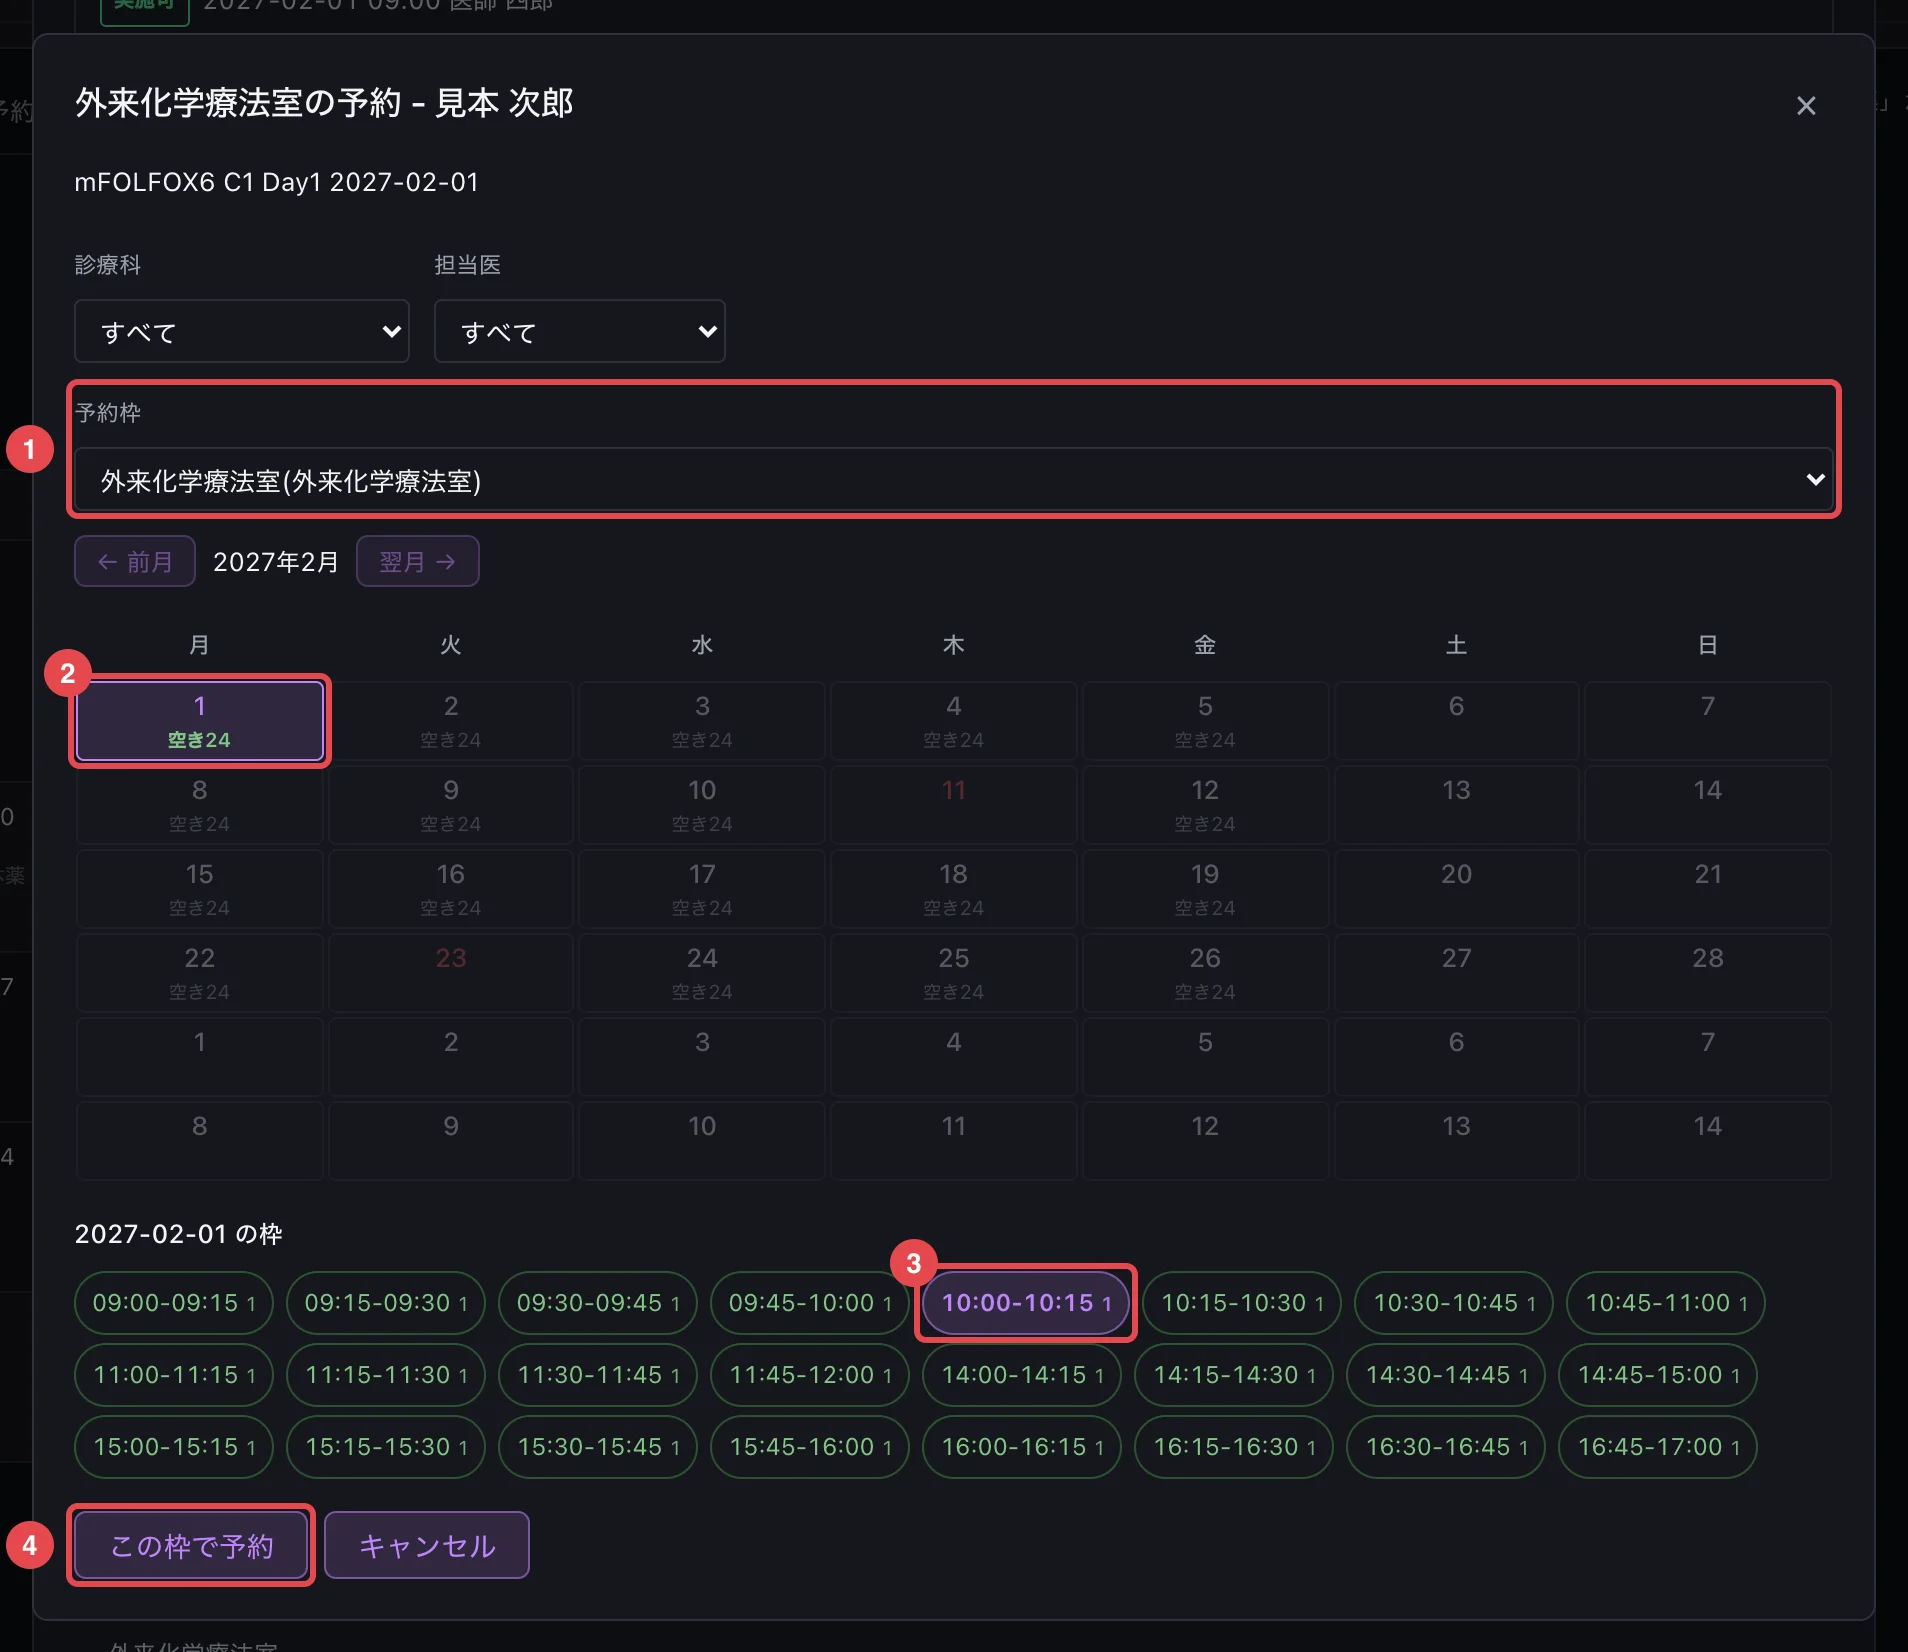 2027-02-01 09:00 医師 四郎
外来化学療法室の予約 - 見本 次郎
×
mFOLFOX6 C1 Day1 2027-02-01
診療科 担当医
すべて すべて
予約枠
1
外来化学療法室(外来化学療法室)
← 前月 2027年2月 翌月 →
月 火 水 木 金 土 日
2
1 2 3 4 5 6 7
空き24 空き24 空き24 空き24 空き24
8 9 10 11 12 13 14
空き24 空き24 空き24 空き24
15 16 17 18 19 20 21
空き24 空き24 空き24 空き24 空き24
22 23 24 25 26 27 28
空き24 空き24 空き24 空き24
1 2 3 4 5 6 7
8 9 10 11 12 13 14
2027-02-01 の枠
3
09:00-09:15 1 09:15-09:30 1 09:30-09:45 1 09:45-10:00 1 10:00-10:15 1 10:15-10:30 1 10:30-10:45 1 10:45-11:00 1
11:00-11:15 1 11:15-11:30 1 11:30-11:45 1 11:45-12:00 1 14:00-14:15 1 14:15-14:30 1 14:30-14:45 1 14:45-15:00 1
15:00-15:15 1 15:15-15:30 1 15:30-15:45 1 15:45-16:00 1 16:00-16:15 1 16:15-16:30 1 16:30-16:45 1 16:45-17:00 1
4
この枠で予約 キャンセル
外来化学療法室